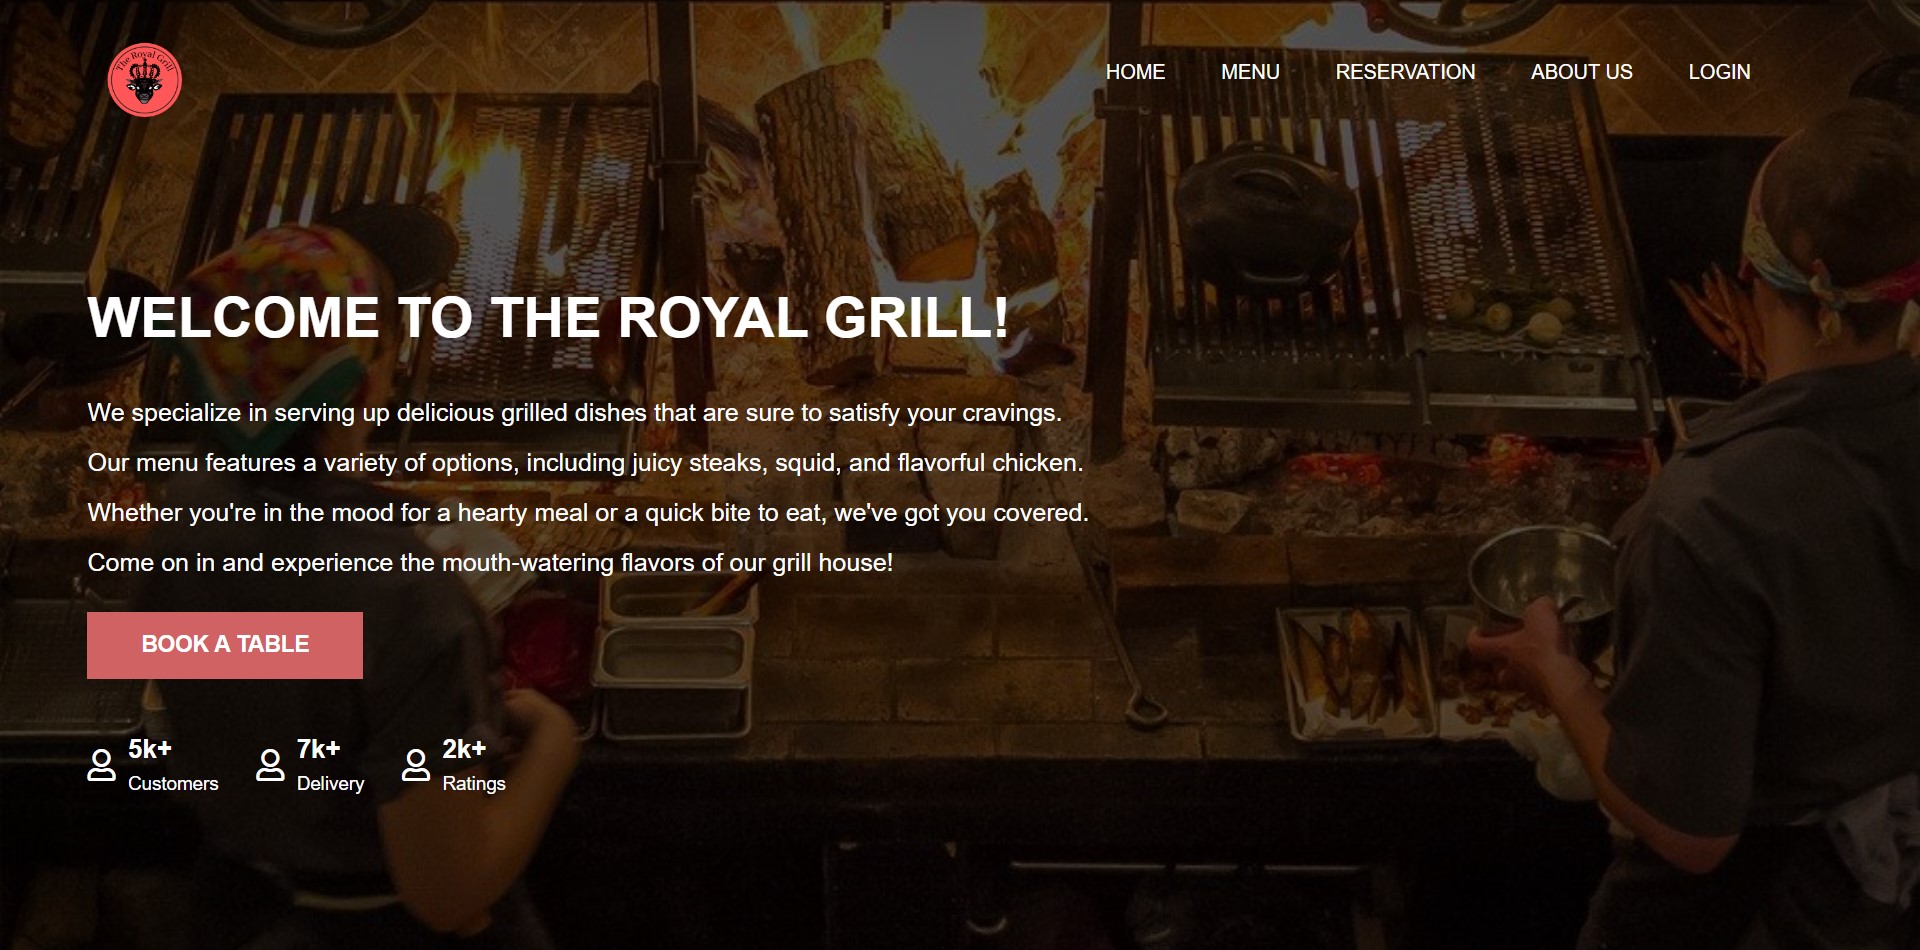 The Royal Grill
HOME MENU RESERVATION ABOUT US LOGIN
WELCOME TO THE ROYAL GRILL!
We specialize in serving up delicious grilled dishes that are sure to satisfy your cravings.
Our menu features a variety of options, including juicy steaks, squid, and flavorful chicken.
Whether you're in the mood for a hearty meal or a quick bite to eat, we've got you covered.
Come on in and experience the mouth-watering flavors of our grill house!
BOOK A TABLE
5k+ 7k+ 2k+
Customers Delivery Ratings